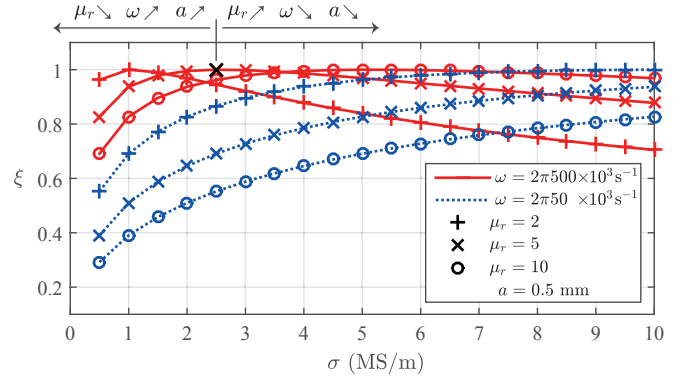 μᵣ↘ ω↗ a↗ μᵣ↗ ω↘ a↘
1
0.8
0.6
0.4
0.2
ξ
ω = 2π500×10³s⁻¹
ω = 2π50 ×10³s⁻¹
μᵣ = 2
μᵣ = 5
μᵣ = 10
a = 0.5 mm
0 1 2 3 4 5 6 7 8 9 10
σ (MS/m)